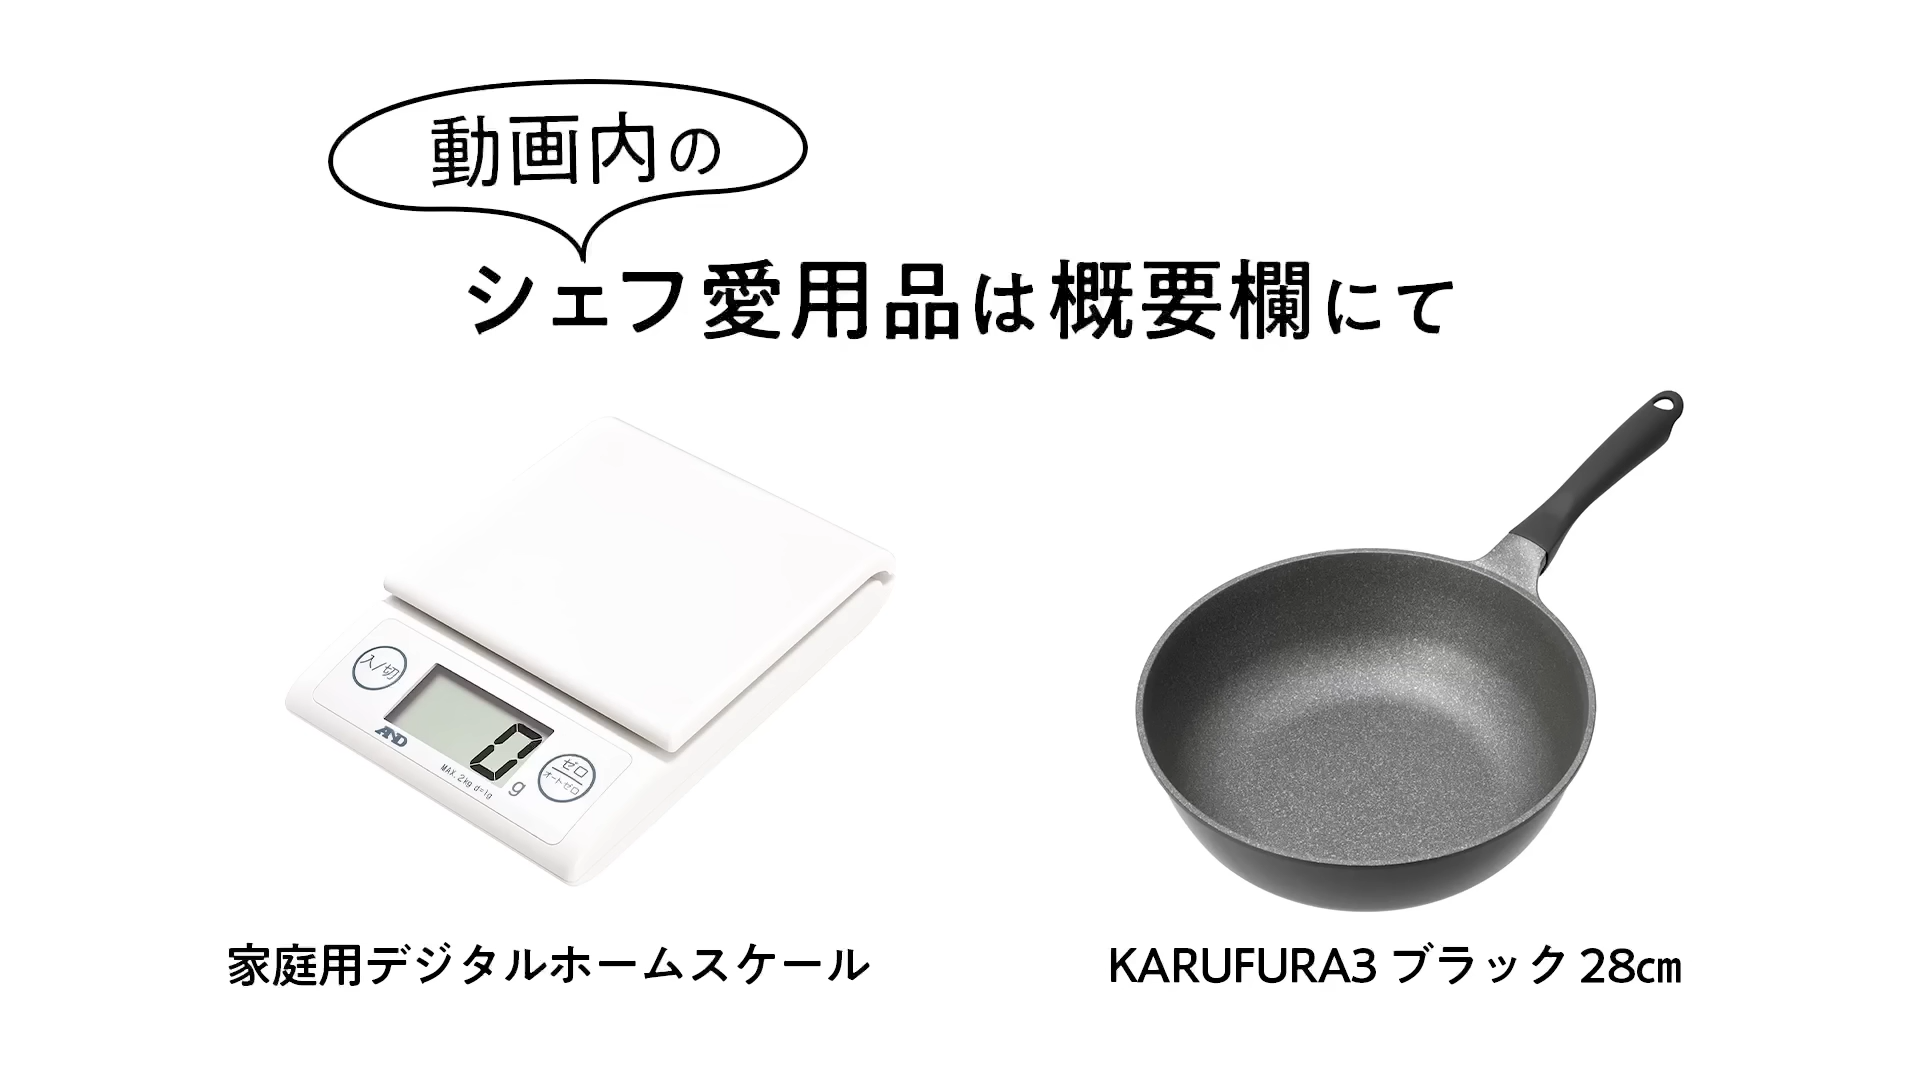 動画内の
シェフ愛用品は概要欄にて
入/切
AND
0 g
MAX.2kg d=1g
ゼロ
オートゼロ
家庭用デジタルホームスケール
KARUFURA3 ブラック 28㎝